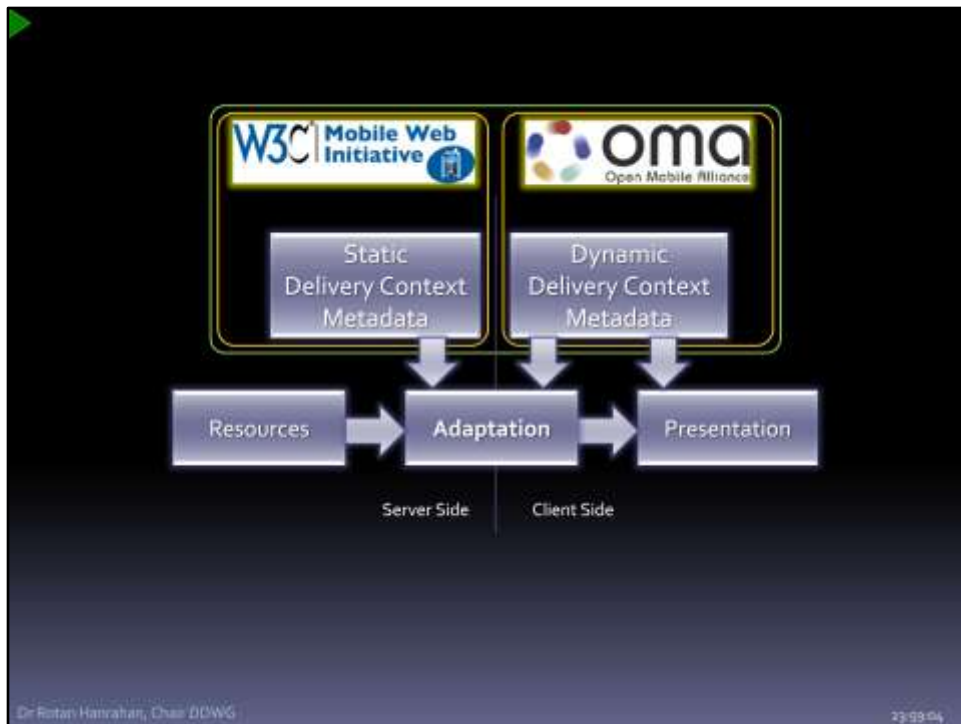 W3C® Mobile Web
Initiative
oma
Open Mobile Alliance
Static
Delivery Context
Metadata
Dynamic
Delivery Context
Metadata
Resources
Adaptation
Presentation
Server Side
Client Side
Dr Rotan Hanrahan, Chair DDWG
23:59:04